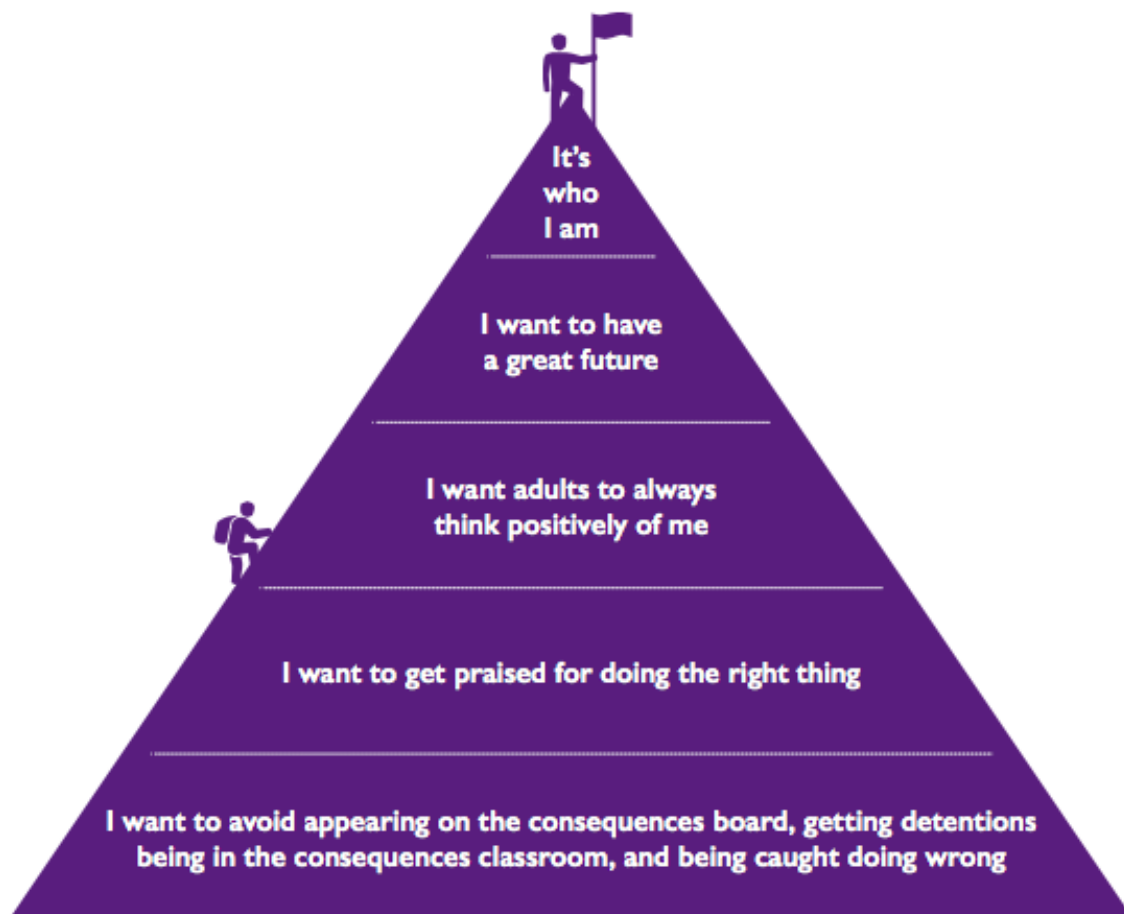 It's
who
I am
I want to have
a great future
I want adults to always
think positively of me
I want to get praised for doing the right thing
I want to avoid appearing on the consequences board, getting detentions
being in the consequences classroom, and being caught doing wrong